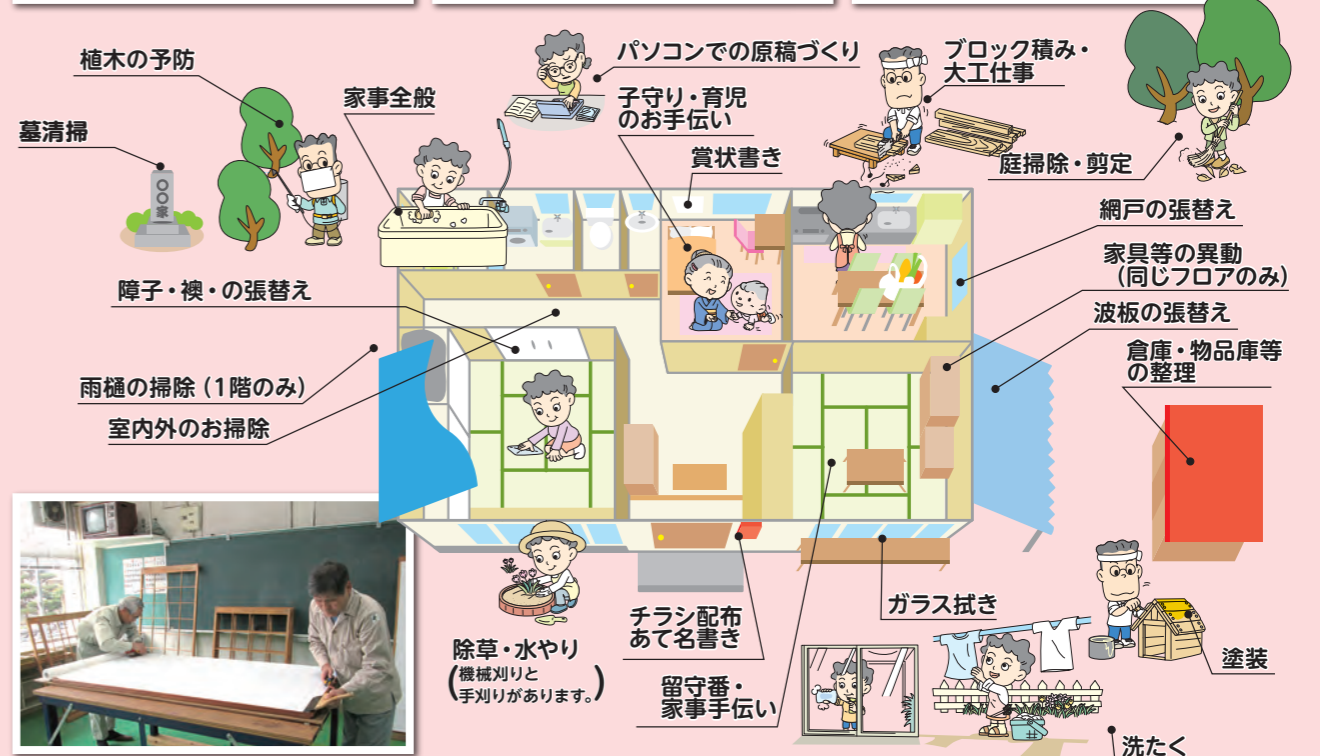 植木の予防
墓清掃
○○家
家事全般
パソコンでの原稿づくり
子守り・育児
のお手伝い
賞状書き
ブロック積み・
大工仕事
庭掃除・剪定
網戸の張替え
家具等の異動
(同じフロアのみ)
波板の張替え
倉庫・物品庫等
の整理
障子・襖・の張替え
雨樋の掃除(1階のみ)
室内外のお掃除
除草・水やり
(機械刈りと
手刈りがあります。)
チラシ配布
あて名書き
留守番・
家事手伝い
ガラス拭き
塗装
洗たく